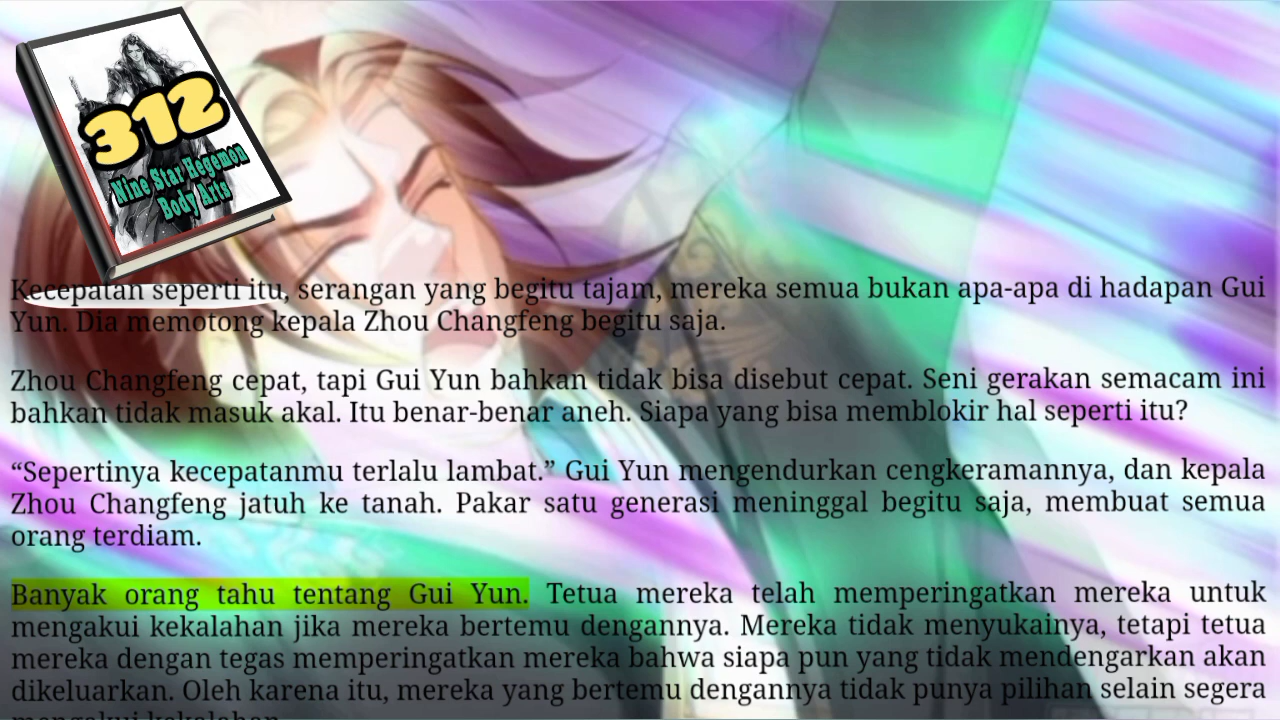 312
Nine Star Hegemon
Body Arts
Kecepatan seperti itu, serangan yang begitu tajam, mereka semua bukan apa-apa di hadapan Gui
Yun. Dia memotong kepala Zhou Changfeng begitu saja.
Zhou Changfeng cepat, tapi Gui Yun bahkan tidak bisa disebut cepat. Seni gerakan semacam ini
bahkan tidak masuk akal. Itu benar-benar aneh. Siapa yang bisa memblokir hal seperti itu?
“Sepertinya kecepatanmu terlalu lambat.” Gui Yun mengendurkan cengkeramannya, dan kepala
Zhou Changfeng jatuh ke tanah. Pakar satu generasi meninggal begitu saja, membuat semua
orang terdiam.
Banyak orang tahu tentang Gui Yun. Tetua mereka telah memperingatkan mereka untuk
mengakui kekalahan jika mereka bertemu dengannya. Mereka tidak menyukainya, tetapi tetua
mereka dengan tegas memperingatkan mereka bahwa siapa pun yang tidak mendengarkan akan
dikeluarkan. Oleh karena itu, mereka yang bertemu dengannya tidak punya pilihan selain segera
mengakui kekalahan.